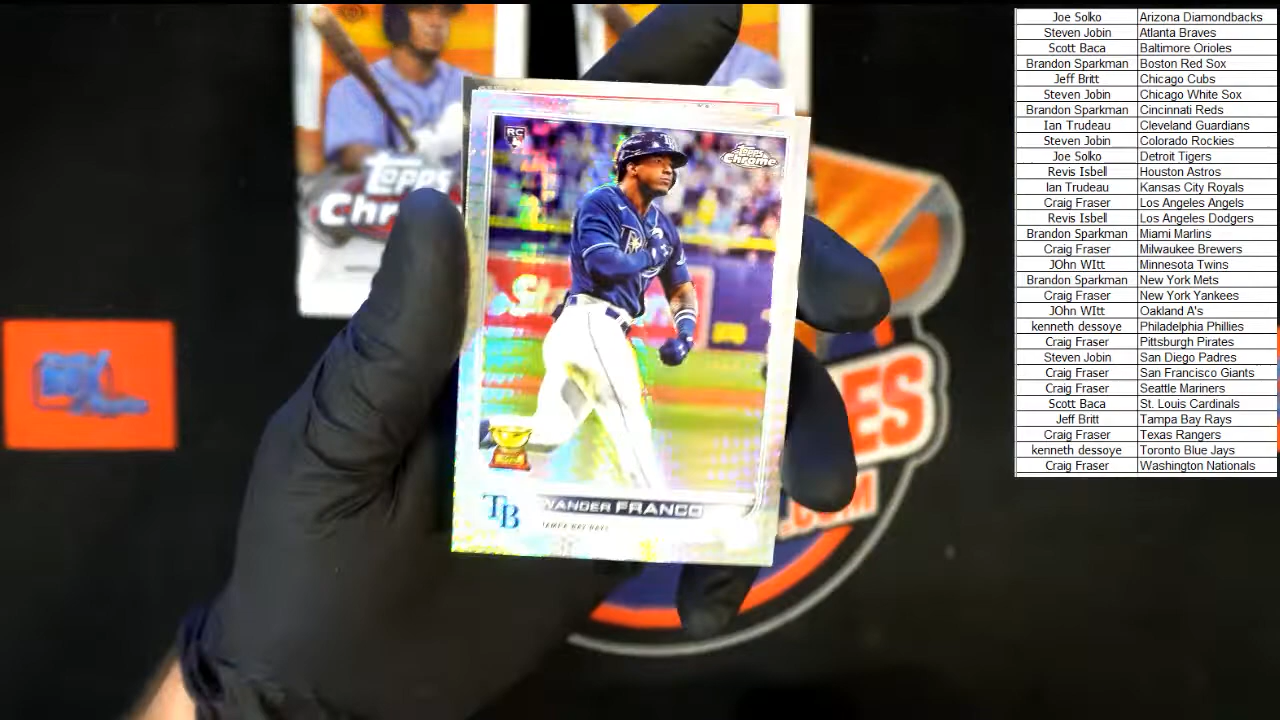 Joe Solko Arizona Diamondbacks
Steven Jobin Atlanta Braves
Scott Baca Baltimore Orioles
Brandon Sparkman Boston Red Sox
Jeff Britt Chicago Cubs
Steven Jobin Chicago White Sox
Brandon Sparkman Cincinnati Reds
Ian Trudeau Cleveland Guardians
Steven Jobin Colorado Rockies
Joe Solko Detroit Tigers
Revis Isbell Houston Astros
Ian Trudeau Kansas City Royals
Craig Fraser Los Angeles Angels
Revis Isbell Los Angeles Dodgers
Brandon Sparkman Miami Marlins
Craig Fraser Milwaukee Brewers
JOhn WItt Minnesota Twins
Brandon Sparkman New York Mets
Craig Fraser New York Yankees
JOhn WItt Oakland A's
kenneth dessoye Philadelphia Phillies
Craig Fraser Pittsburgh Pirates
Steven Jobin San Diego Padres
Craig Fraser San Francisco Giants
Craig Fraser Seattle Mariners
Scott Baca St. Louis Cardinals
Jeff Britt Tampa Bay Rays
Craig Fraser Texas Rangers
kenneth dessoye Toronto Blue Jays
Craig Fraser Washington Nationals
Topps
RC
Topps
Chrome
TB
WANDER FRANCO
TAMPA BAY RAYS
.COM